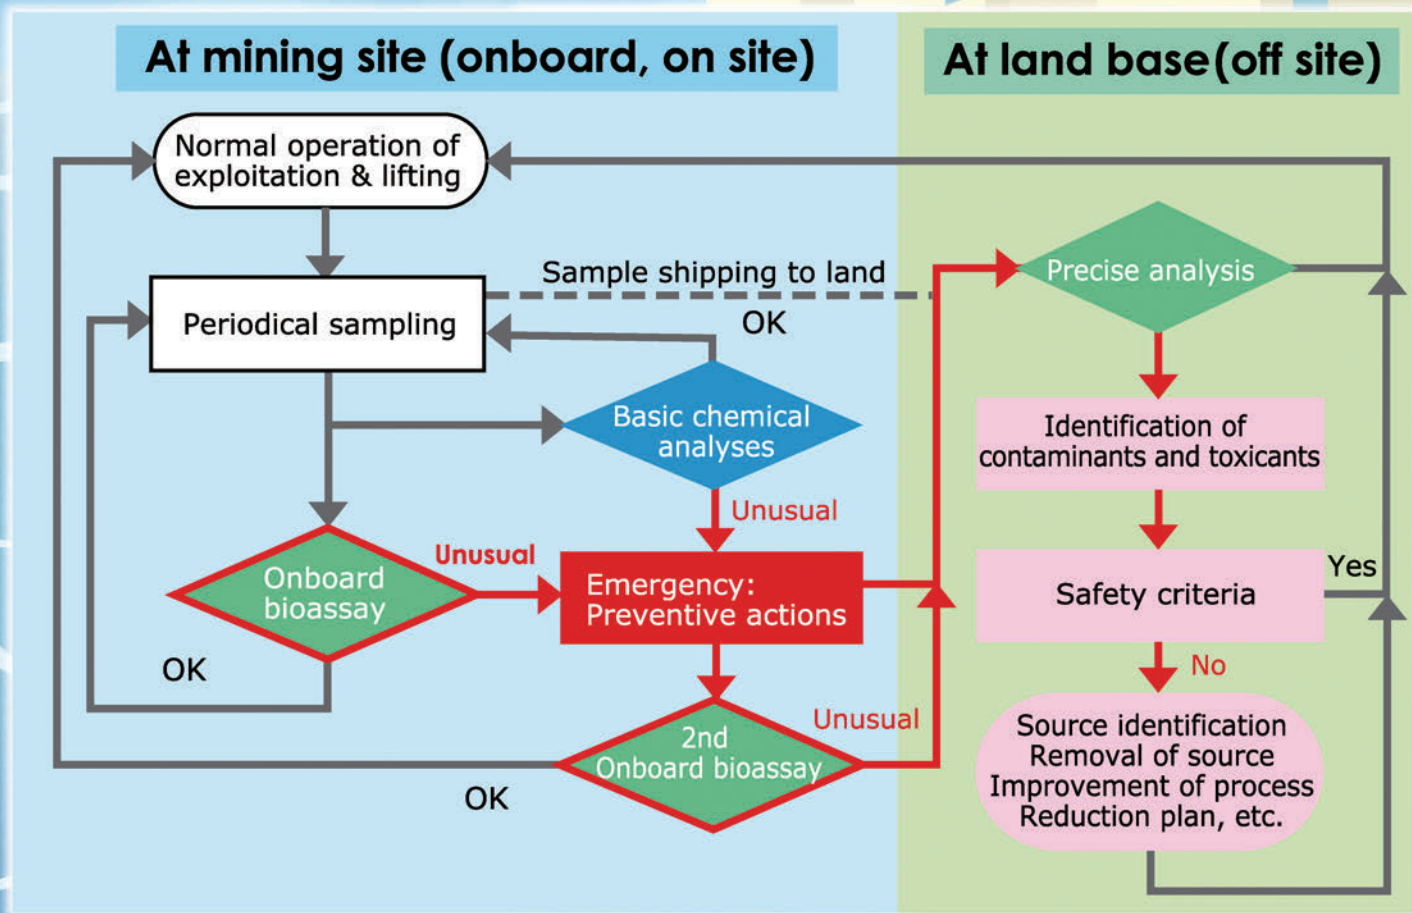 At mining site (onboard, on site)
At land base(off site)
Normal operation of
exploitation & lifting
Sample shipping to land
Precise analysis
Periodical sampling
OK
Basic chemical
analyses
Identification of
contaminants and toxicants
Unusual
Unusual
Onboard
bioassay
Emergency:
Preventive actions
Safety criteria
Yes
OK
No
Unusual
2nd
Onboard bioassay
OK
Source identification
Removal of source
Improvement of process
Reduction plan, etc.